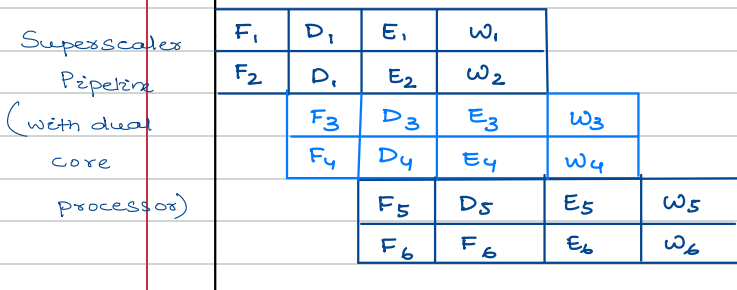 Superscaler
Pipeline
(with dual
core
processor)
F1 D1 E1 W1
F2 D1 E2 W2
F3 D3 E3 W3
F4 D4 E4 W4
F5 D5 E5 W5
F6 F6 E6 W6